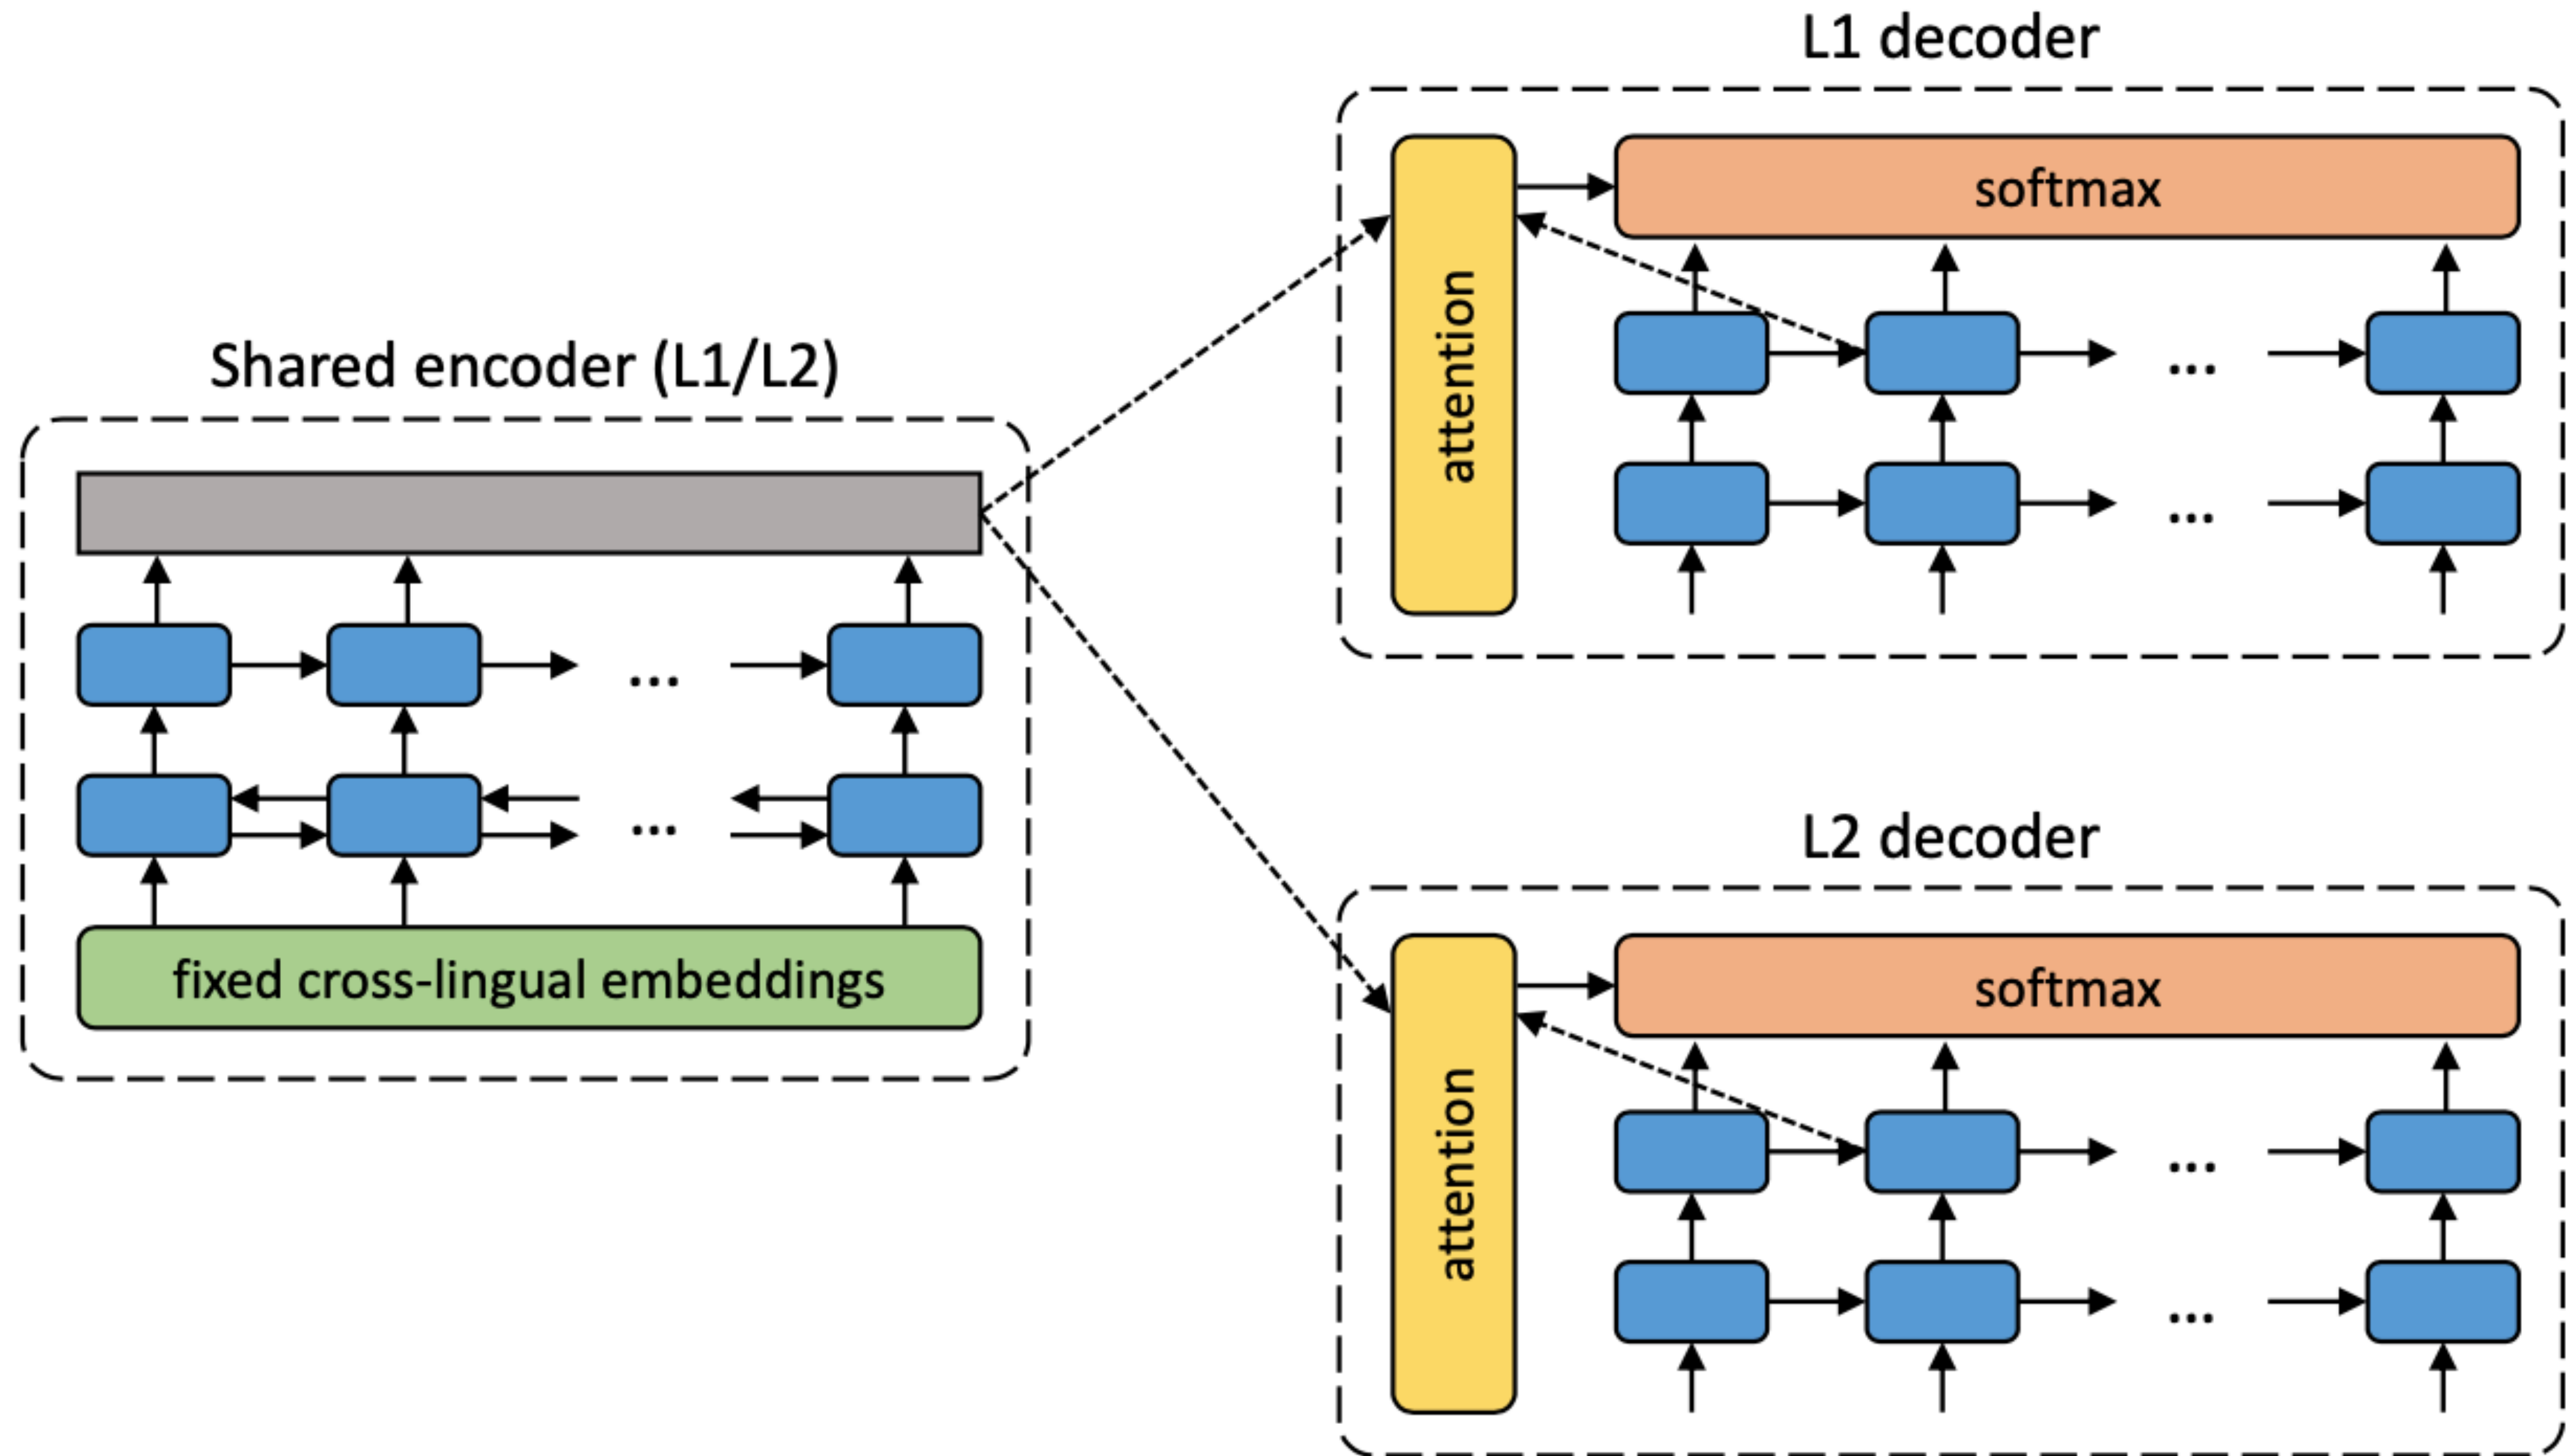 Shared encoder (L1/L2)
...
...
fixed cross-lingual embeddings
L1 decoder
attention
softmax
...
...
L2 decoder
attention
softmax
...
...